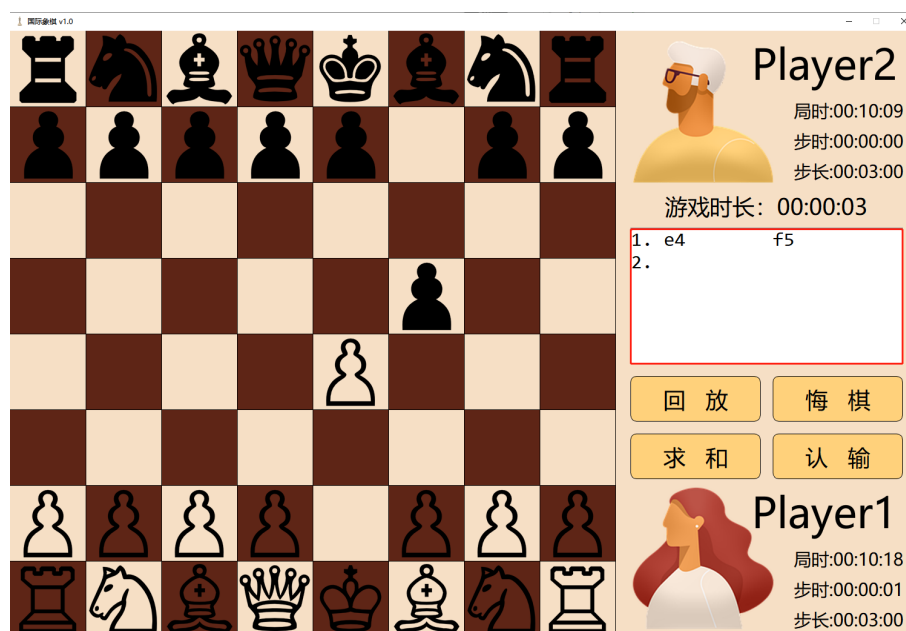 国际象棋 v1.0
Player2
局时:00:10:09
步时:00:00:00
步长:00:03:00
游戏时长：00:00:03
1. e4 f5
2.
回 放
悔 棋
求 和
认 输
Player1
局时:00:10:18
步时:00:00:01
步长:00:03:00